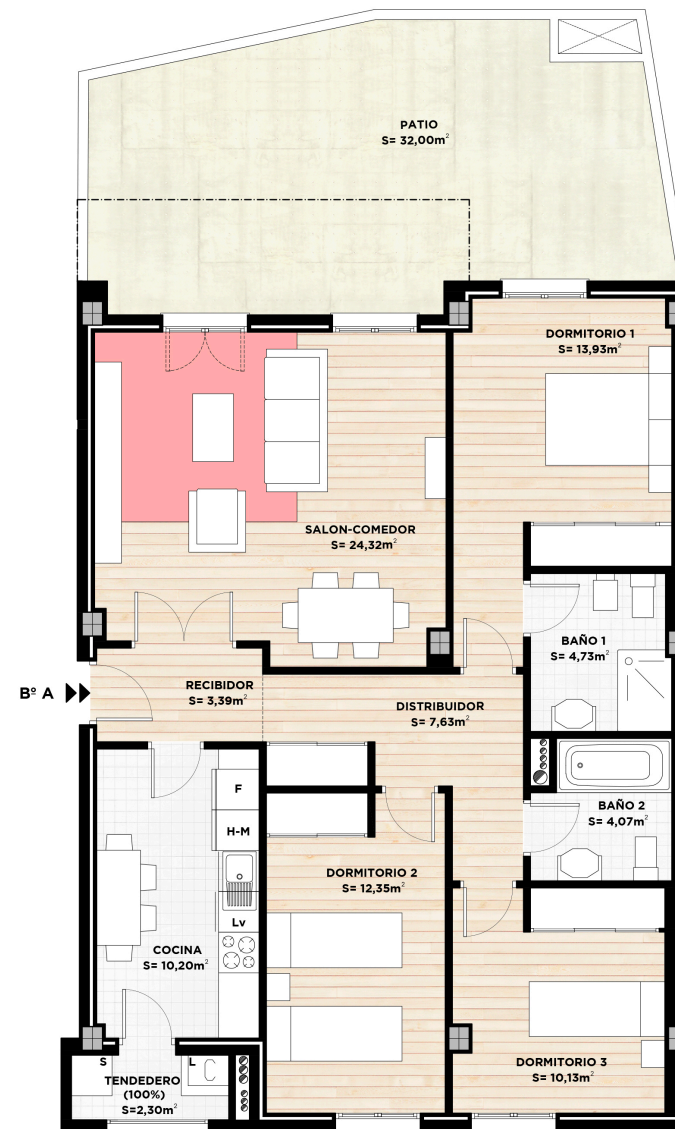 PATIO
S= 32,00m²
DORMITORIO 1
S= 13,93m²
SALON-COMEDOR
S= 24,32m²
BAÑO 1
S= 4,73m²
Bº A
RECIBIDOR
S= 3,39m²
DISTRIBUIDOR
S= 7,63m²
F
H-M
BAÑO 2
S= 4,07m²
DORMITORIO 2
S= 12,35m²
Lv
COCINA
S= 10,20m²
S
L
TENDEDERO
(100%)
S=2,30m²
DORMITORIO 3
S= 10,13m²